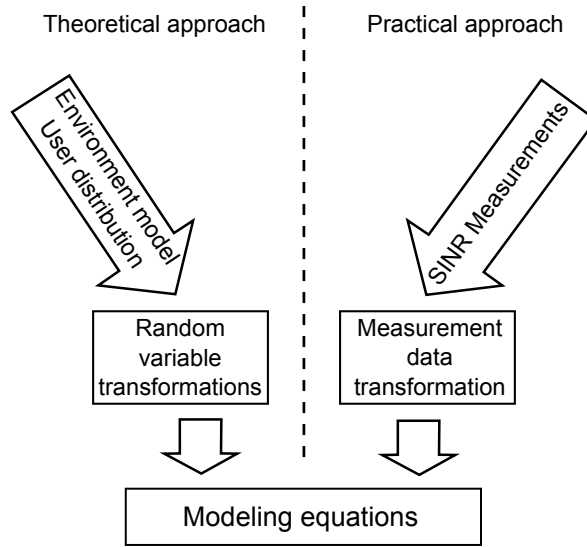 Theoretical approach
Practical approach
Environment model
User distribution
SINR Measurements
Random
variable
transformations
Measurement
data
transformation
Modeling equations